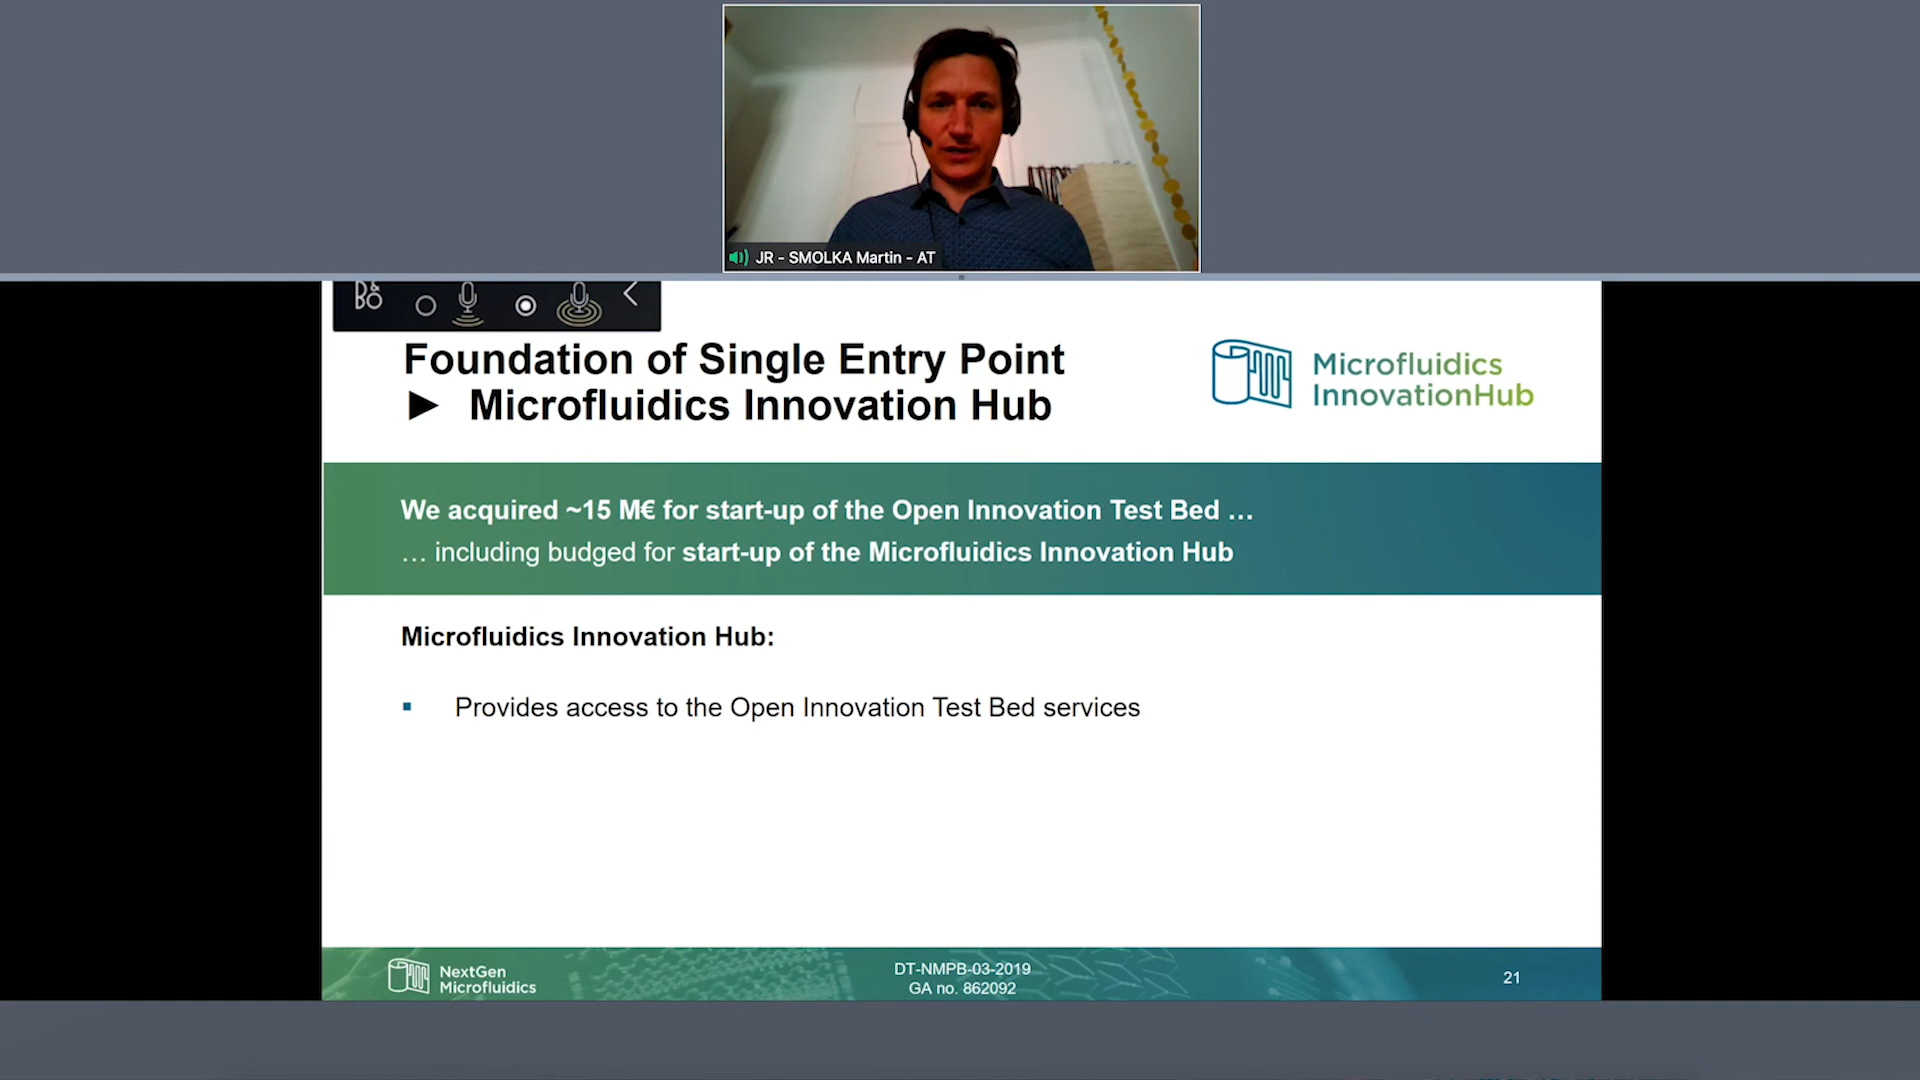 JR - SMOLKA Martin - AT
B&O
Foundation of Single Entry Point
► Microfluidics Innovation Hub
Microfluidics
InnovationHub
We acquired ~15 M€ for start-up of the Open Innovation Test Bed …
… including budged for start-up of the Microfluidics Innovation Hub
Microfluidics Innovation Hub:
▪ Provides access to the Open Innovation Test Bed services
NextGen
Microfluidics
DT-NMPB-03-2019
GA no. 862092
21